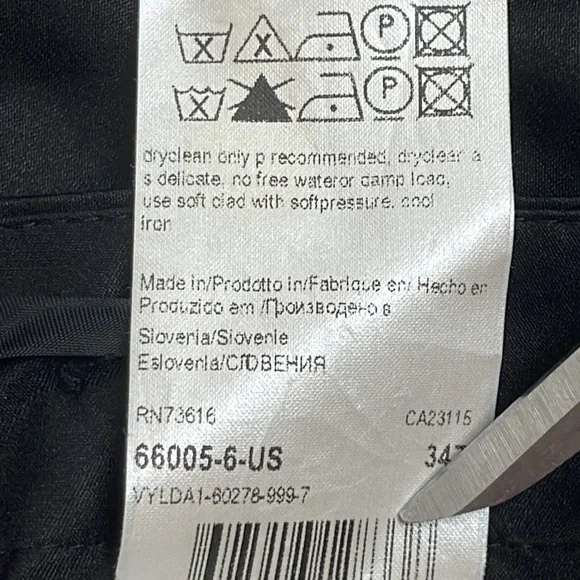 dryclean only p recommended, dryclean a
s delicate, no free wateror damp load,
use soft clad with softpressure, cool
iron
Made in/Prodotto in/Fabrique en/ Hecho en
Produzido em /Произведено в
Slovenia/Slovenie
Eslovenia/СЛОВЕНИЯ
RN73616 CA23115
66005-6-US 347
VYLDA1-60278-999-7